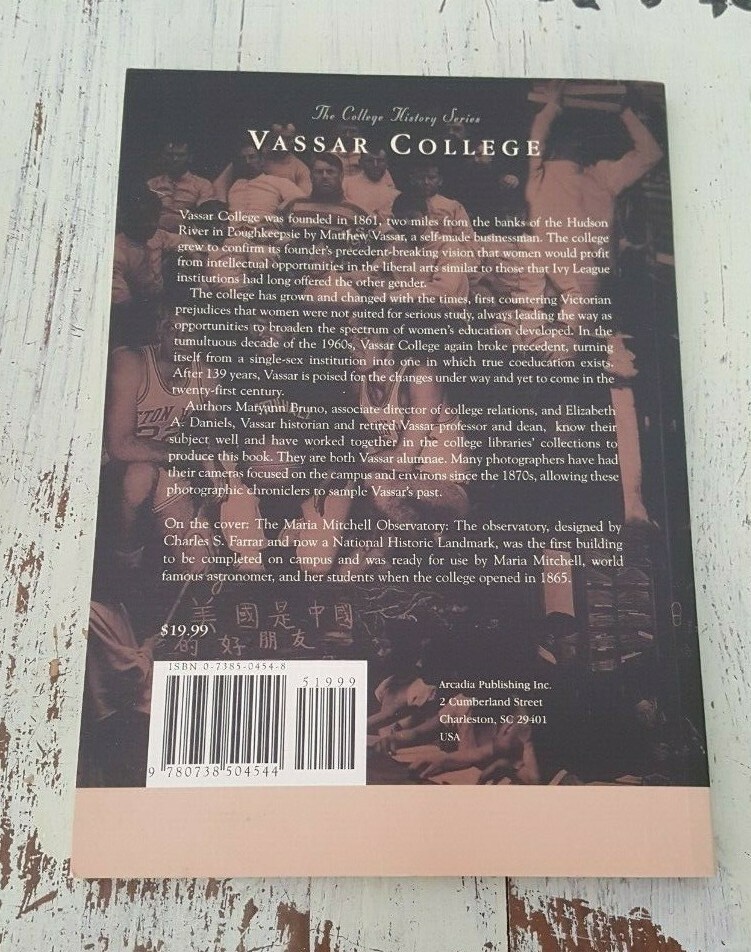 The College History Series
VASSAR COLLEGE
Vassar College was founded in 1861, two miles from the banks of the Hudson
River in Poughkeepsie by Matthew Vassar, a self-made businessman. The college
grew to confirm its founder's precedent-breaking vision that women would profit
from intellectual opportunities in the liberal arts similar to those that Ivy League
institutions had long offered the other gender.
The college has grown and changed with the times, first countering Victorian
prejudices that women were not suited for serious study, always leading the way as
opportunities to broaden the spectrum of women's education developed. In the
tumultuous decade of the 1960s, Vassar College again broke precedent, turning
itself from a single-sex institution into one in which true coeducation exists.
After 139 years, Vassar is poised for the changes under way and yet to come in the
twenty-first century.
Authors Maryann Bruno, associate director of college relations, and Elizabeth
A. Daniels, Vassar historian and retired Vassar professor and dean, know their
subject well and have worked together in the college libraries' collections to
produce this book. They are both Vassar alumnae. Many photographers have had
their cameras focused on the campus and environs since the 1870s, allowing these
photographic chroniclers to sample Vassar's past.
On the cover: The Maria Mitchell Observatory: The observatory, designed by
Charles S. Farrar and now a National Historic Landmark, was the first building
to be completed on campus and was ready for use by Maria Mitchell, world
famous astronomer, and her students when the college opened in 1865.
美國是中國
的好朋友
$19.99
ISBN 0-7385-0454-8
51999
9 780738 504544
Arcadia Publishing Inc.
2 Cumberland Street
Charleston, SC 29401
USA